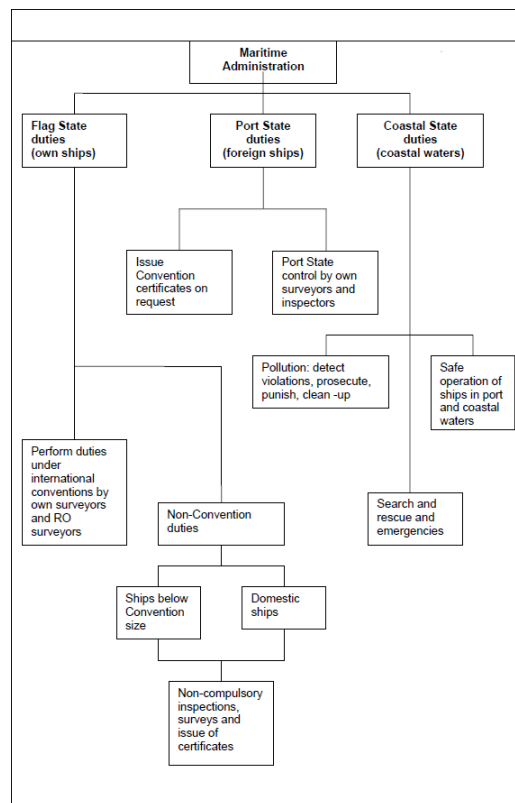 Maritime
Administration
Flag State
duties
(own ships)
Port State
duties
(foreign ships)
Coastal State
duties
(coastal waters)
Issue
Convention
certificates on
request
Port State
control by own
surveyors and
inspectors
Pollution: detect
violations, prosecute,
punish, clean -up
Safe
operation of
ships in port
and coastal
waters
Perform duties
under
international
conventions by
own surveyors
and RO
surveyors
Non-Convention
duties
Search and
rescue and
emergencies
Ships below
Convention
size
Domestic
ships
Non-compulsory
inspections,
surveys and
issue of
certificates